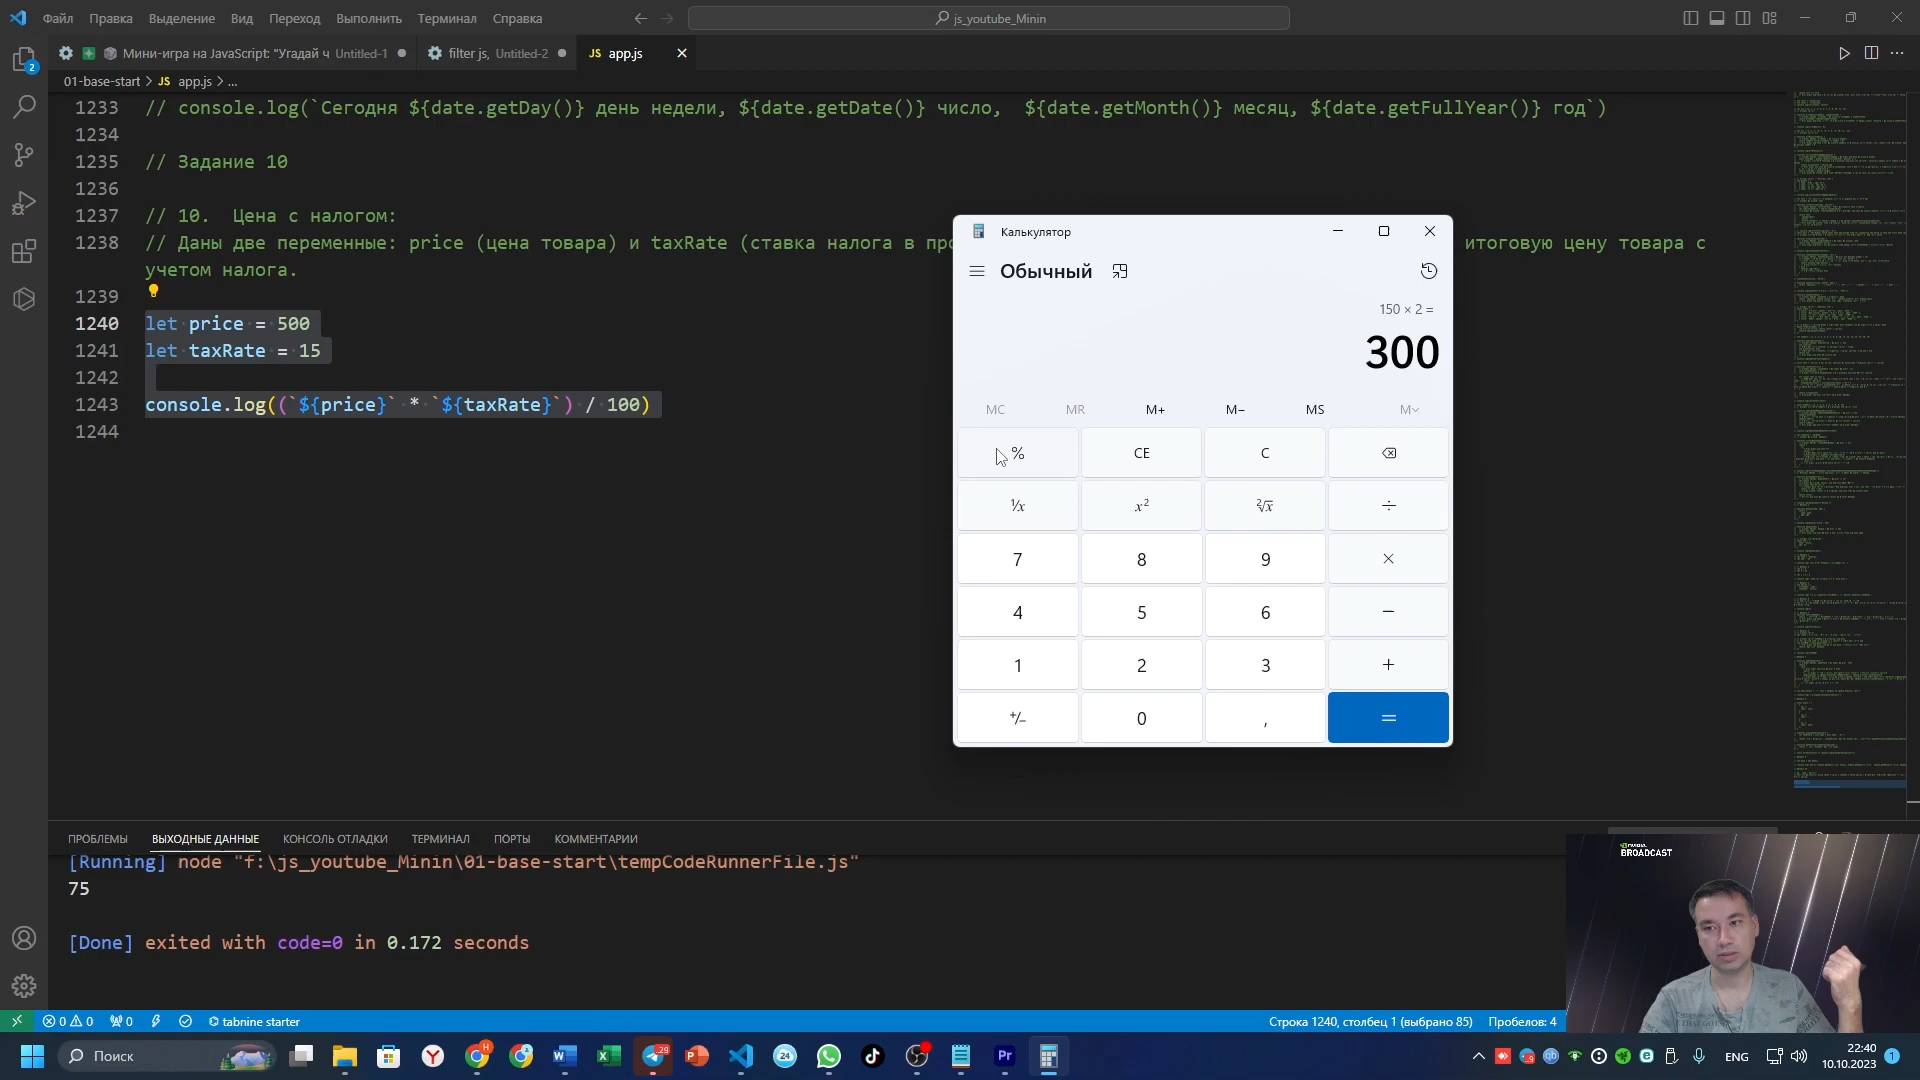 Файл Правка Выделение Вид Переход Выполнить Терминал Справка
js_youtube_Minin
Мини-игра на JavaScript: "Угадай ч Untitled-1
filter js, Untitled-2
JS app.js
01-base-start > JS app.js > ...
1233 // console.log(`Сегодня ${date.getDay()} день недели, ${date.getDate()} число,  ${date.getMonth()} месяц, ${date.getFullYear()} год`)
1234
1235 // Задание 10
1236
1237 // 10.  Цена с налогом:
1238 // Даны две переменные: price (цена товара) и taxRate (ставка налога в про итоговую цену товара с
учетом налога.
1239
1240 let price = 500
1241 let taxRate = 15
1242
1243 console.log((`${price}` * `${taxRate}`) / 100)
1244
Калькулятор
Обычный
150 × 2 =
300
MC MR M+ M− MS M
% CE C
¹⁄x x² ²√x ÷
7 8 9 ×
4 5 6 −
1 2 3 +
+/− 0 , =
ПРОБЛЕМЫ ВЫХОДНЫЕ ДАННЫЕ КОНСОЛЬ ОТЛАДКИ ТЕРМИНАЛ ПОРТЫ КОММЕНТАРИИ
[Running] node "f:\js_youtube_Minin\01-base-start\tempCodeRunnerFile.js"
75
[Done] exited with code=0 in 0.172 seconds
NVIDIA
BROADCAST
0 0 0 tabnine starter
Строка 1240, столбец 1 (выбрано 85) Пробелов: 4
Поиск
ENG
22:40
10.10.2023